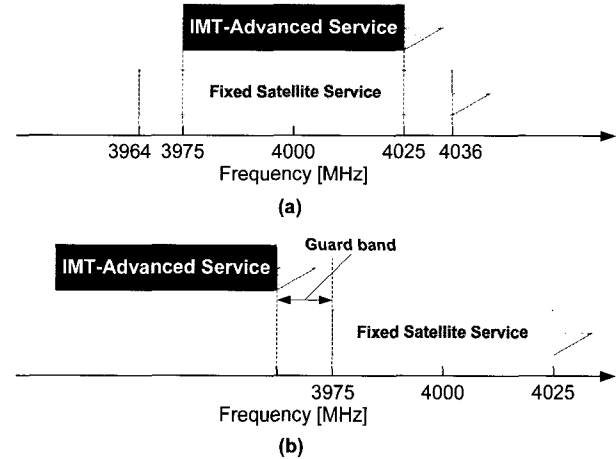 IMT-Advanced Service
Fixed Satellite Service
3964 3975 4000 4025 4036
Frequency [MHz]
(a)
Guard band
IMT-Advanced Service
Fixed Satellite Service
3975 4000 4025
Frequency [MHz]
(b)